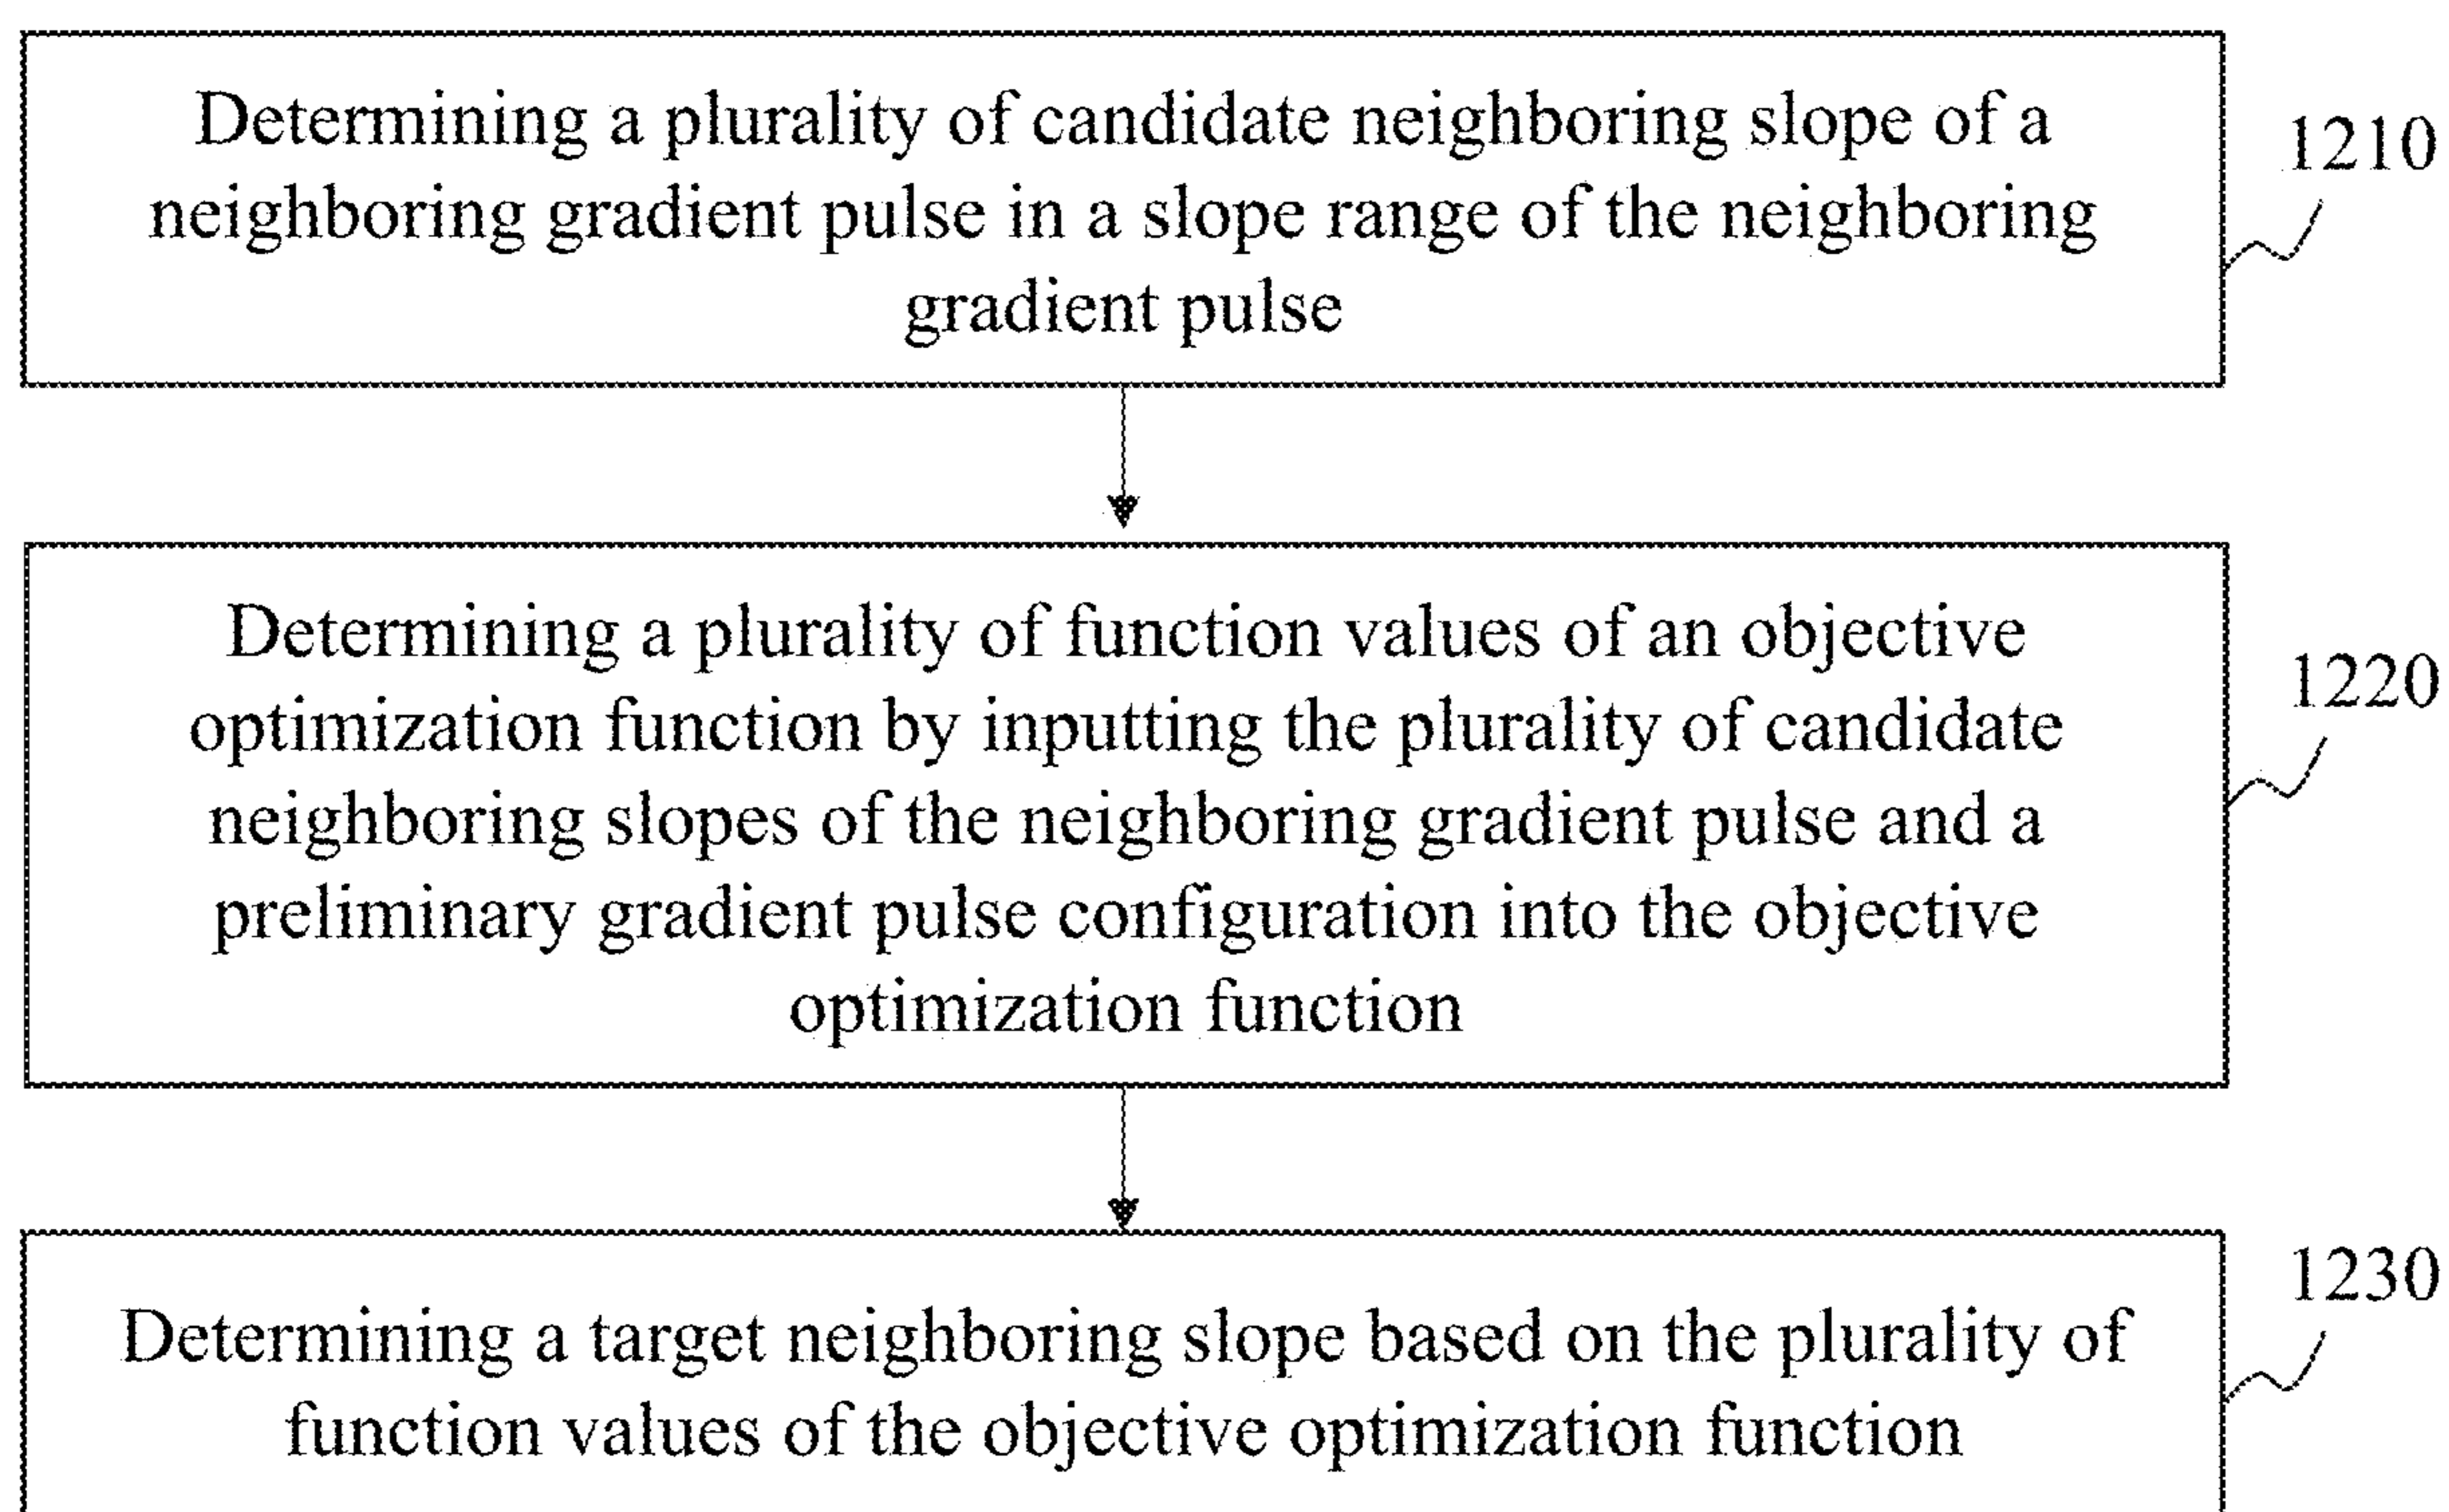 Determining a plurality of candidate neighboring slope of a
neighboring gradient pulse in a slope range of the neighboring
gradient pulse
1210
Determining a plurality of function values of an objective
optimization function by inputting the plurality of candidate
neighboring slopes of the neighboring gradient pulse and a
preliminary gradient pulse configuration into the objective
optimization function
1220
Determining a target neighboring slope based on the plurality of
function values of the objective optimization function
1230